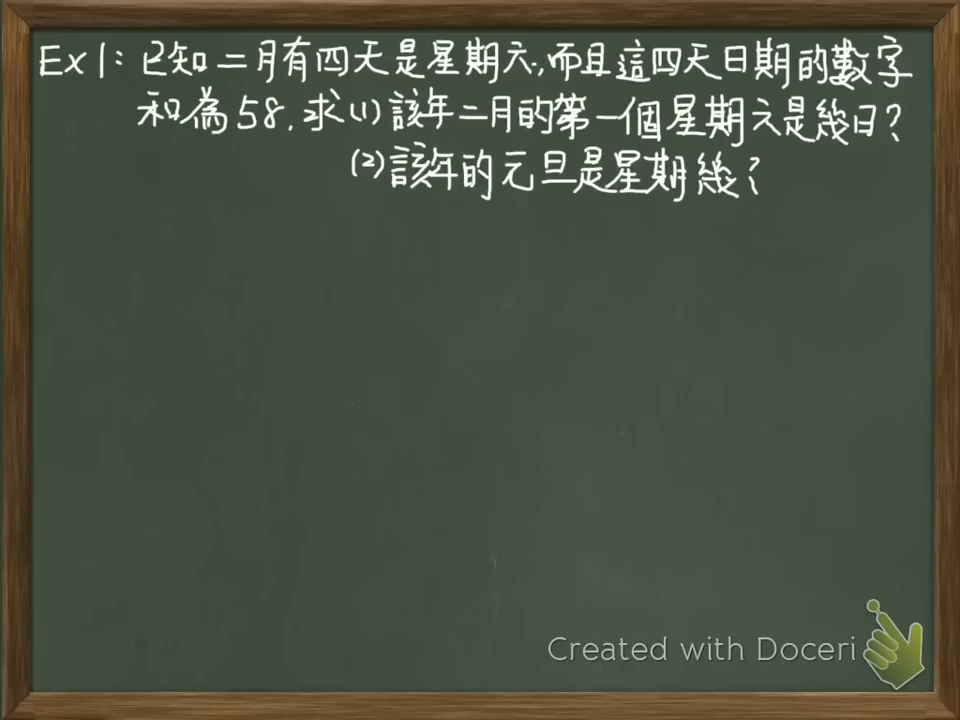 Ex 1: 已知二月有四天是星期六,而且這四天日期的數字
和為58. 求(1)該年二月的第一個星期六是幾日?
(2)該年的元旦是星期幾?
Created with Doceri